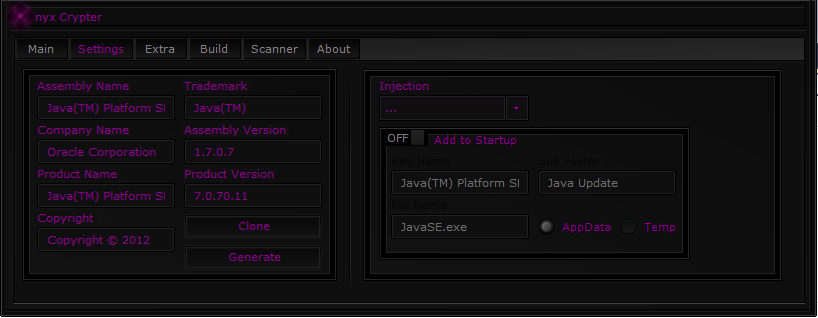 nyx Crypter
Main Settings Extra Build Scanner About
Assembly Name Trademark
Java(TM) Platform SI Java(TM)
Company Name Assembly Version
Oracle Corporation 1.7.0.7
Product Name Product Version
Java(TM) Platform SI 7.0.70.11
Copyright
Copyright © 2012
Clone
Generate
Injection
...
OFF Add to Startup
Key Name Sub Folder
Java(TM) Platform SI Java Update
File Name
JavaSE.exe AppData Temp